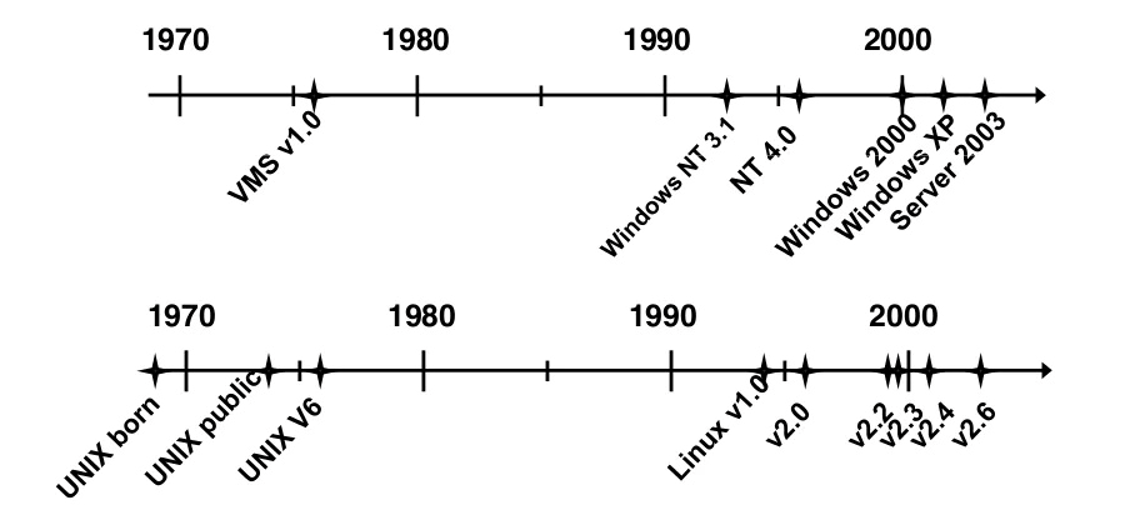 1970 1980 1990 2000
VMS v1.0
Windows NT 3.1
NT 4.0
Windows 2000
Windows XP
Server 2003
1970 1980 1990 2000
UNIX born
UNIX public
UNIX V6
Linux v1.0
v2.0
v2.2
v2.3
v2.4
v2.6